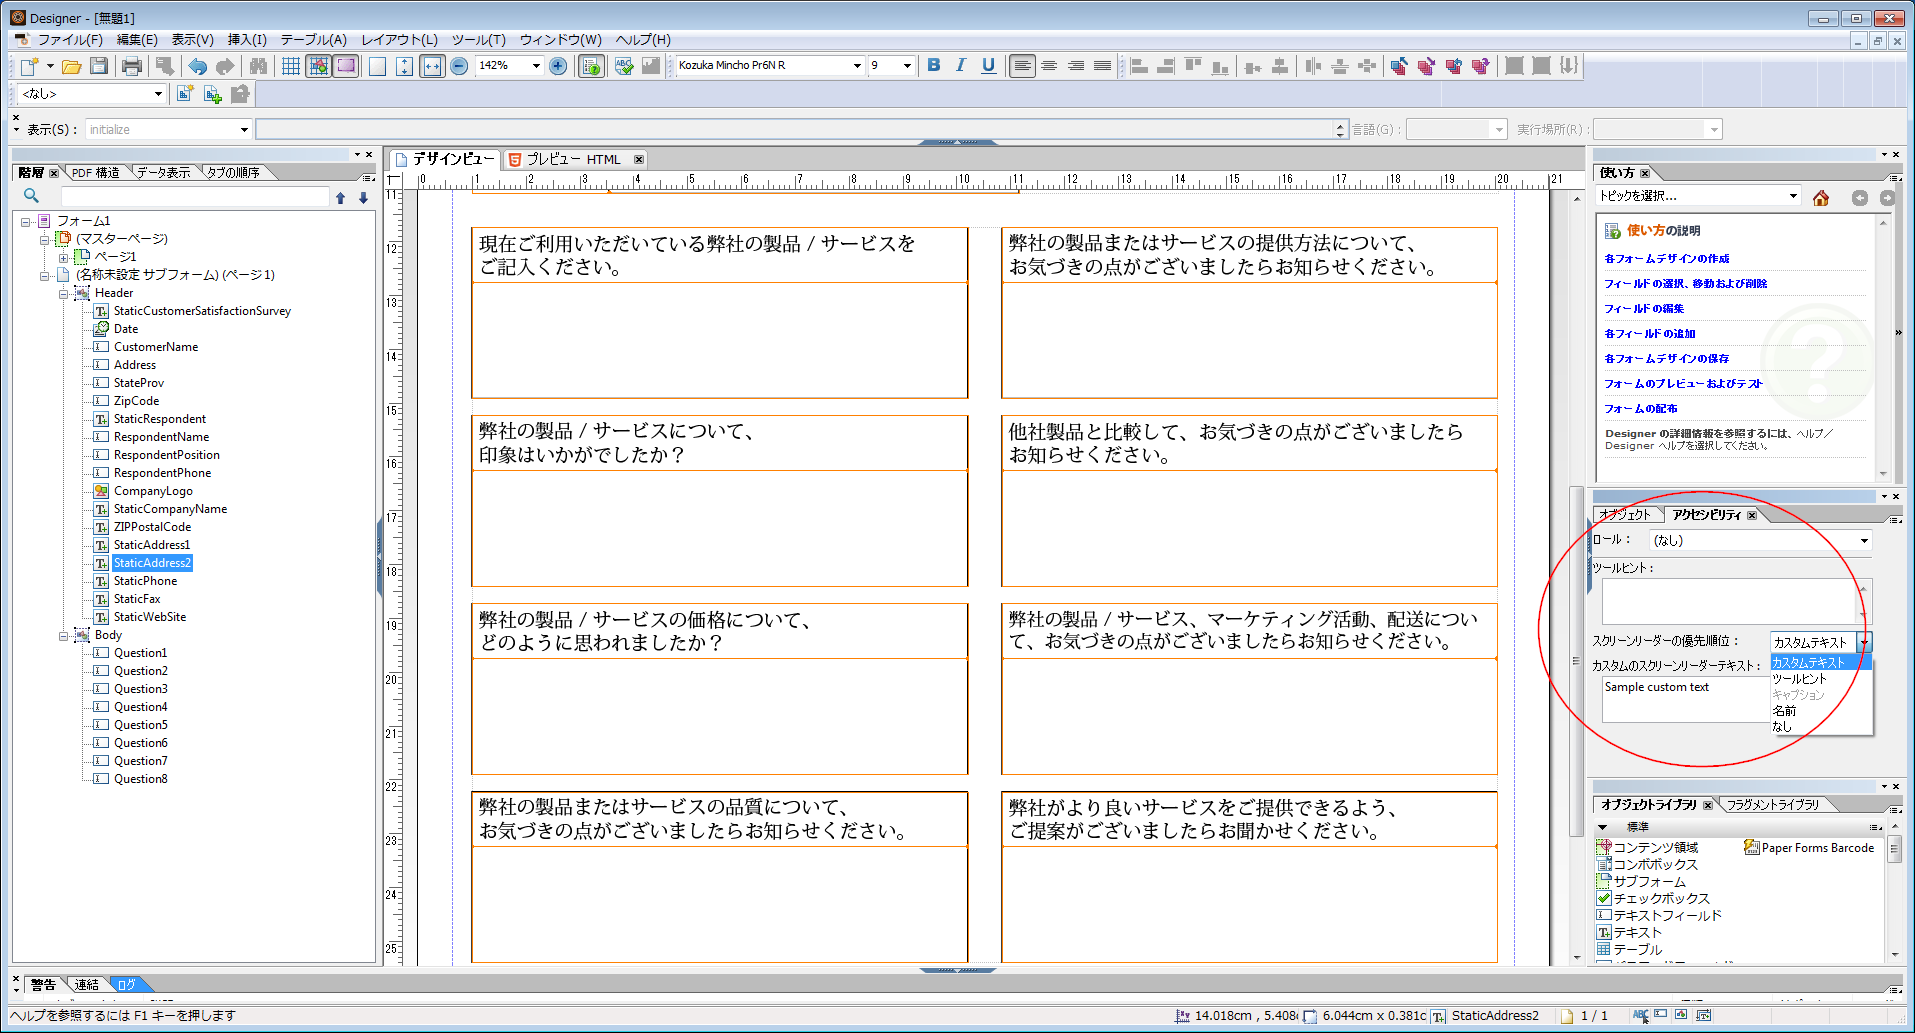 Designer - [無題1]
ファイル(F) 編集(E) 表示(V) 挿入(I) テーブル(A) レイアウト(L) ツール(T) ウィンドウ(W) ヘルプ(H)
142% Kozuka Mincho Pr6N R 9 B I U
<なし>
表示(S)： initialize 言語(G)： 実行場所(R)：
階層 PDF 構造 データ表示 タブの順序
フォーム1
(マスターページ)
ページ1
(名称未設定 サブフォーム) (ページ 1)
Header
StaticCustomerSatisfactionSurvey
Date
CustomerName
Address
StateProv
ZipCode
StaticRespondent
RespondentName
RespondentPosition
RespondentPhone
CompanyLogo
StaticCompanyName
ZIPPostalCode
StaticAddress1
StaticAddress2
StaticPhone
StaticFax
StaticWebSite
Body
Question1
Question2
Question3
Question4
Question5
Question6
Question7
Question8
デザインビュー プレビュー HTML
0 1 2 3 4 5 6 7 8 9 10 11 12 13 14 15 16 17 18 19 20 21
11
12
13
14
15
16
17
18
19
20
21
22
23
24
25
現在ご利用いただいている弊社の製品 / サービスを
ご記入ください。
弊社の製品またはサービスの提供方法について、
お気づきの点がございましたらお知らせください。
弊社の製品 / サービスについて、
印象はいかがでしたか？
他社製品と比較して、お気づきの点がございましたら
お知らせください。
弊社の製品 / サービスの価格について、
どのように思われましたか？
弊社の製品 / サービス、マーケティング活動、配送につい
て、お気づきの点がございましたらお知らせください。
弊社の製品またはサービスの品質について、
お気づきの点がございましたらお知らせください。
弊社がより良いサービスをご提供できるよう、
ご提案がございましたらお聞かせください。
使い方
トピックを選択...
使い方の説明
各フォームデザインの作成
フィールドの選択、移動および削除
フィールドの編集
各フィールドの追加
各フォームデザインの保存
フォームのプレビューおよびテスト
フォームの配布
Designer の詳細情報を参照するには、ヘルプ／
Designer ヘルプを選択してください。
オブジェクト アクセシビリティ
ロール： (なし)
ツールヒント：
スクリーンリーダーの優先順位： カスタムテキスト
カスタムテキスト
ツールヒント
キャプション
名前
なし
カスタムのスクリーンリーダーテキスト：
Sample custom text
オブジェクトライブラリ フラグメントライブラリ
標準
コンテンツ領域 Paper Forms Barcode
コンボボックス
サブフォーム
チェックボックス
テキストフィールド
テキスト
テーブル
警告 連結 ログ
ヘルプを参照するには F1 キーを押します
14.018cm , 5.408c 6.044cm x 0.381c StaticAddress2 1 / 1